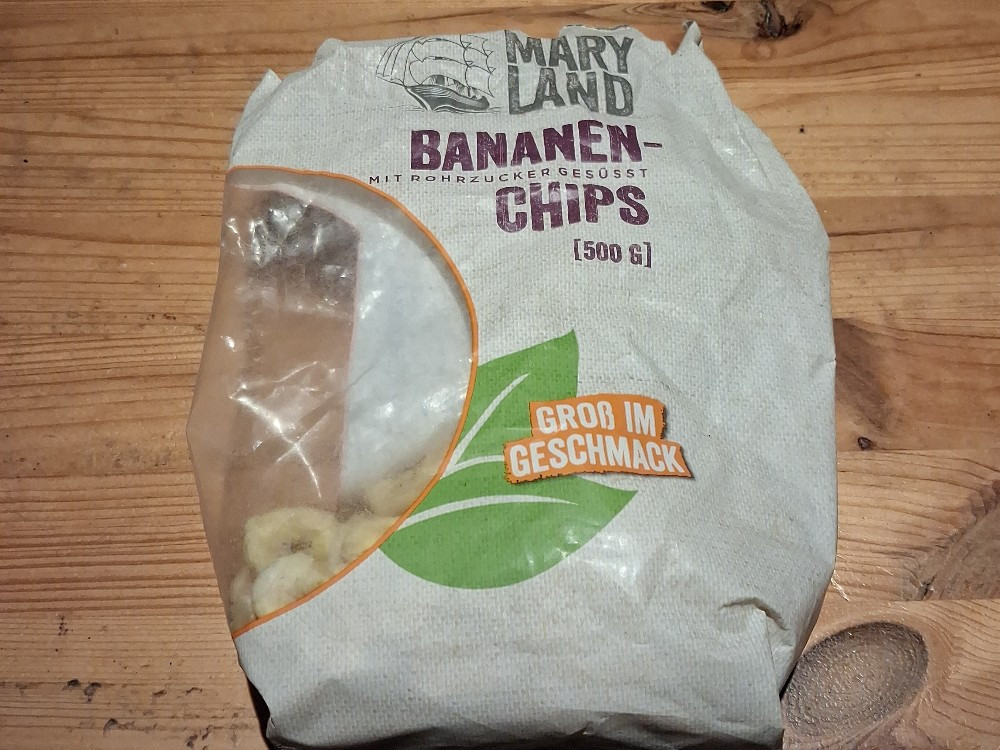 MARY
LAND
BANANEN-
MIT ROHRZUCKER GESÜSST
CHIPS
[500 G]
GROß IM
GESCHMACK